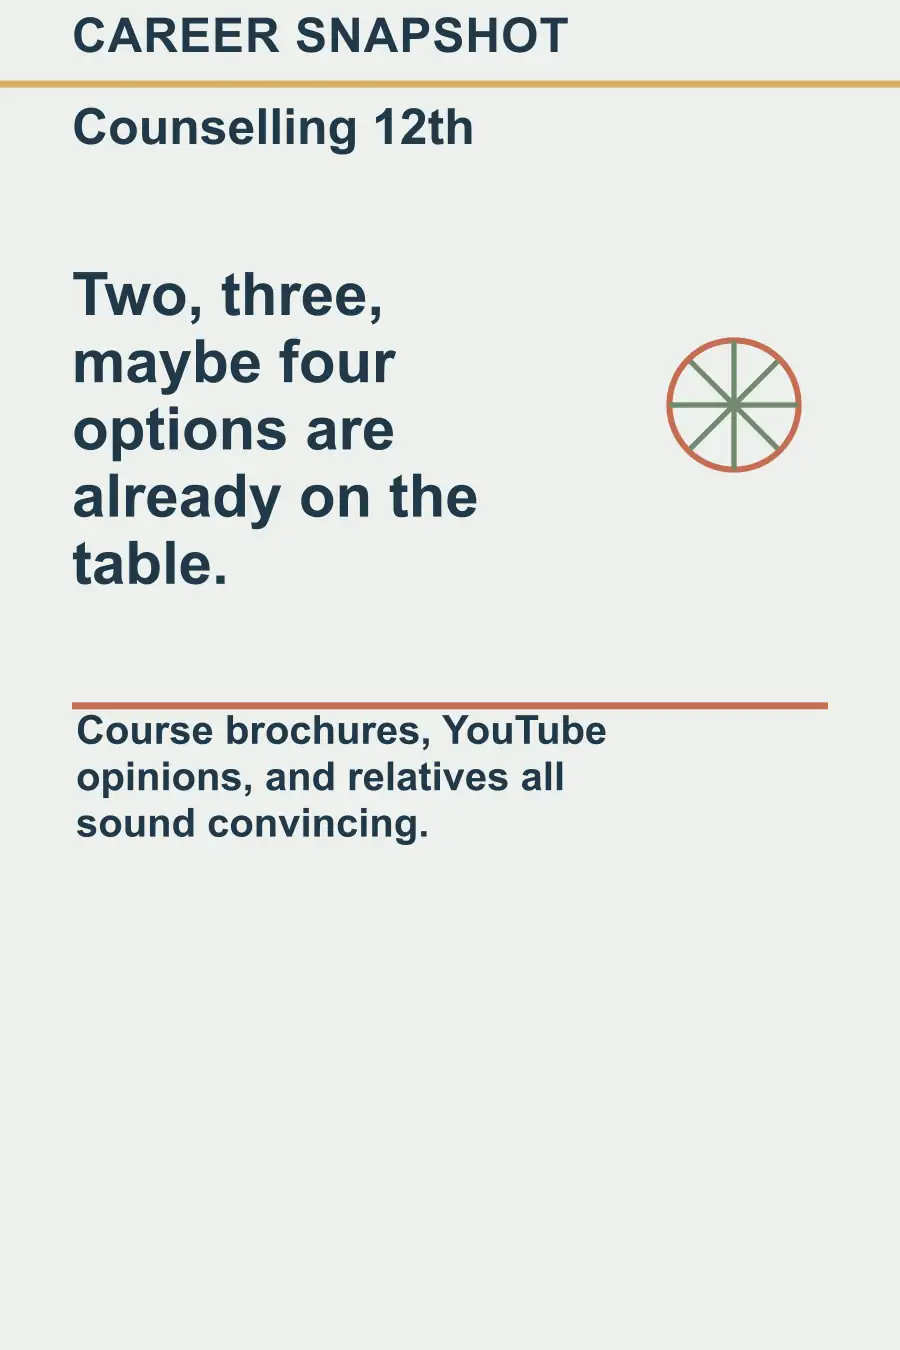 CAREER SNAPSHOT
Counselling 12th
Two, three,
maybe four
options are
already on the
table.
Course brochures, YouTube
opinions, and relatives all
sound convincing.